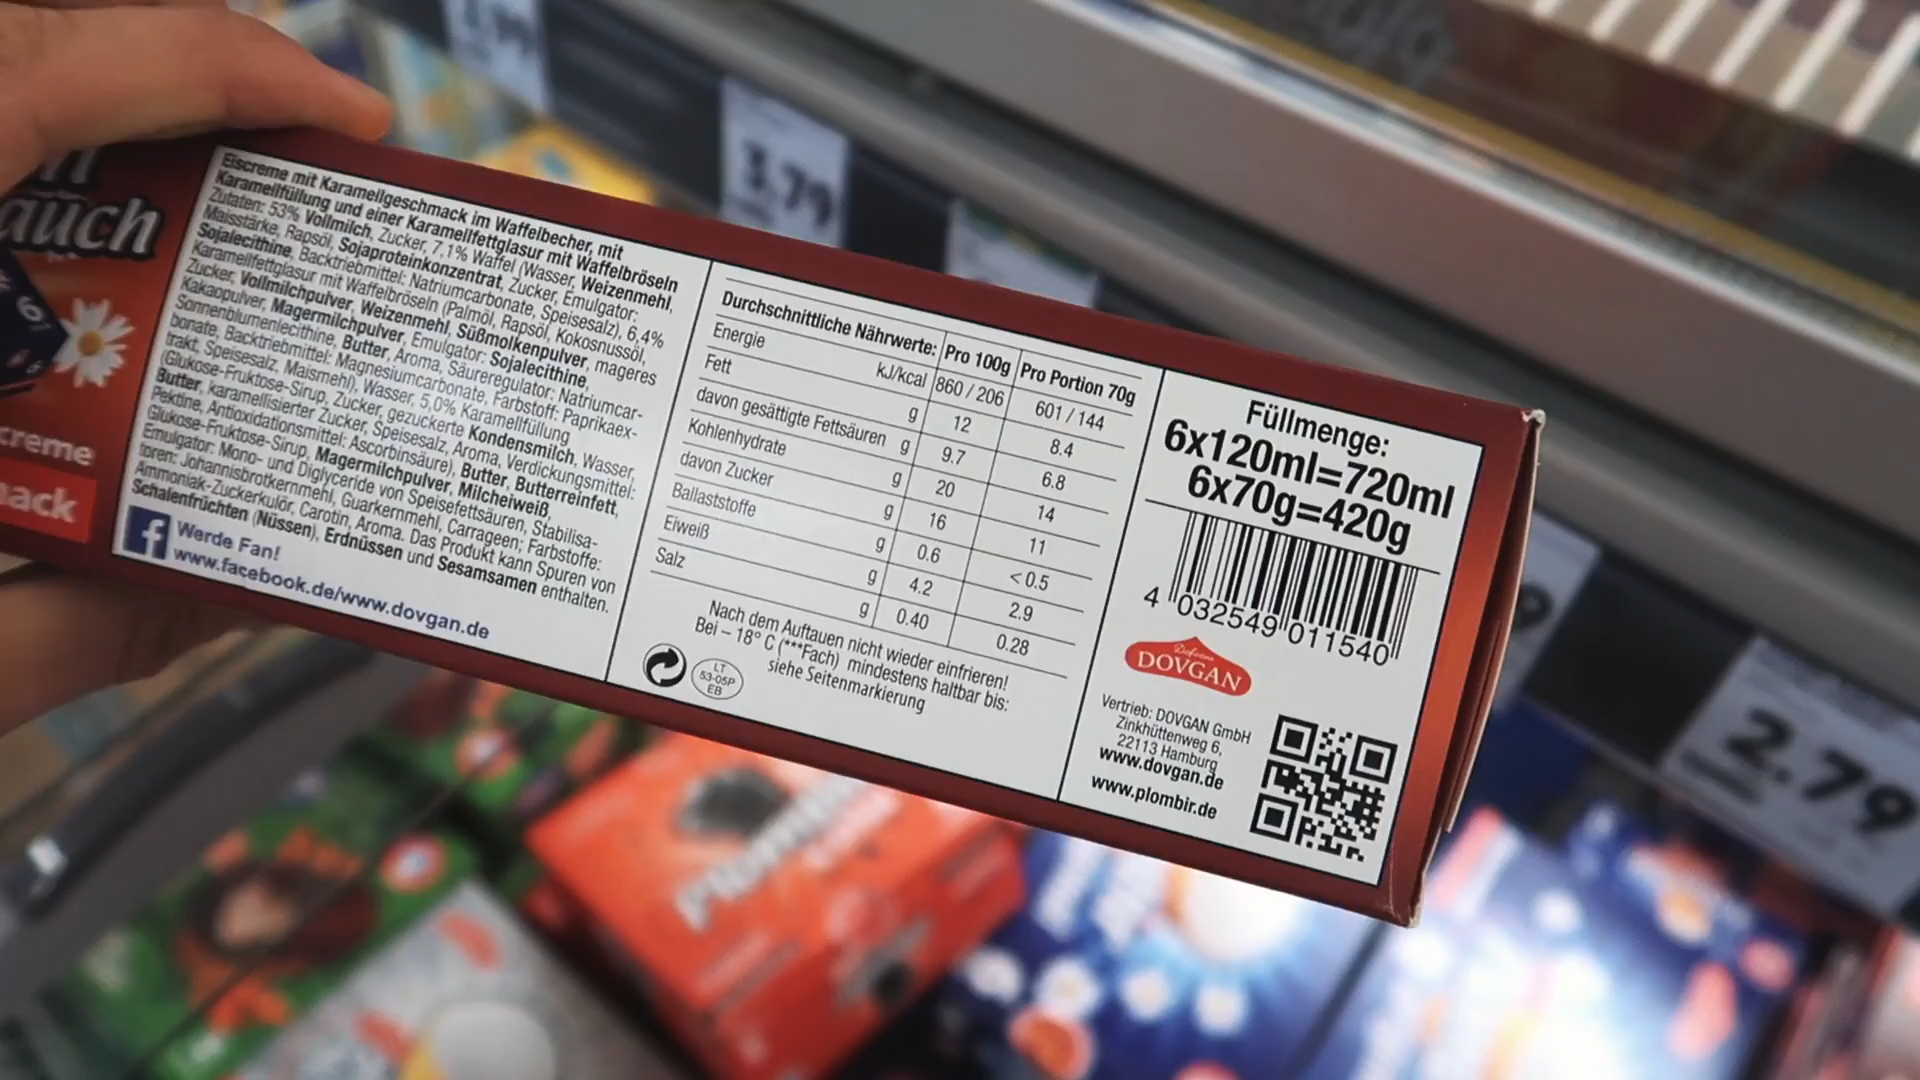 auch
creme
ack
Eiscreme mit Karamellgeschmack im Waffelbecher, mit
Karamellfüllung und einer Karamellfettglasur mit Waffelbröseln
Zutaten: 53% Vollmilch, Zucker, 7,1% Waffel (Wasser, Weizenmehl,
Maisstärke, Rapsöl, Sojaproteinkonzentrat, Zucker, Emulgator:
Sojalecithine, Backtriebmittel: Natriumcarbonate, Speisesalz), 6,4%
Karamellfettglasur mit Waffelbröseln (Palmöl, Rapsöl, Kokosnussöl,
Zucker, Vollmilchpulver, Weizenmehl, Süßmolkenpulver, mageres
Kakaopulver, Magermilchpulver, Emulgator: Sojalecithine,
Sonnenblumenlecithine, Butter, Aroma, Säureregulator: Natriumcar-
bonate, Backtriebmittel: Magnesiumcarbonate, Farbstoff: Paprikaex-
trakt, Speisesalz, Maismehl), Wasser, 5,0% Karamellfüllung
(Glukose-Fruktose-Sirup, Zucker, gezuckerte Kondensmilch, Wasser,
Butter, karamellisierter Zucker, Speisesalz, Aroma, Verdickungsmittel:
Pektine, Antioxidationsmittel: Ascorbinsäure), Butter, Butterreinfett,
Glukose-Fruktose-Sirup, Magermilchpulver, Milcheiweiß,
Emulgator: Mono- und Diglyceride von Speisefettsäuren, Stabilisa-
toren: Johannisbrotkernmehl, Guarkernmehl, Carrageen; Farbstoffe:
Ammoniak-Zuckerkulör, Carotin, Aroma. Das Produkt kann Spuren von
Schalenfrüchten (Nüssen), Erdnüssen und Sesamsamen enthalten.
f Werde Fan!
www.facebook.de/www.dovgan.de
Durchschnittliche Nährwerte: Pro 100g Pro Portion 70g
Energie kJ/kcal 860 / 206 601 / 144
Fett g 12 8.4
davon gesättigte Fettsäuren g 9.7 6.8
Kohlenhydrate g 20 14
davon Zucker g 16 11
Ballaststoffe g 0.6 <0.5
Eiweiß g 4.2 2.9
Salz g 0.40 0.28
Nach dem Auftauen nicht wieder einfrieren!
Bei – 18° C (***Fach) mindestens haltbar bis:
siehe Seitenmarkierung
LT
53-05P
EB
Füllmenge:
6x120ml=720ml
6x70g=420g
4 032549 011540
DOVGAN
Vertrieb: DOVGAN GmbH
Zinkhüttenweg 6,
22113 Hamburg
www.dovgan.de
www.plombir.de
3.79
2.79